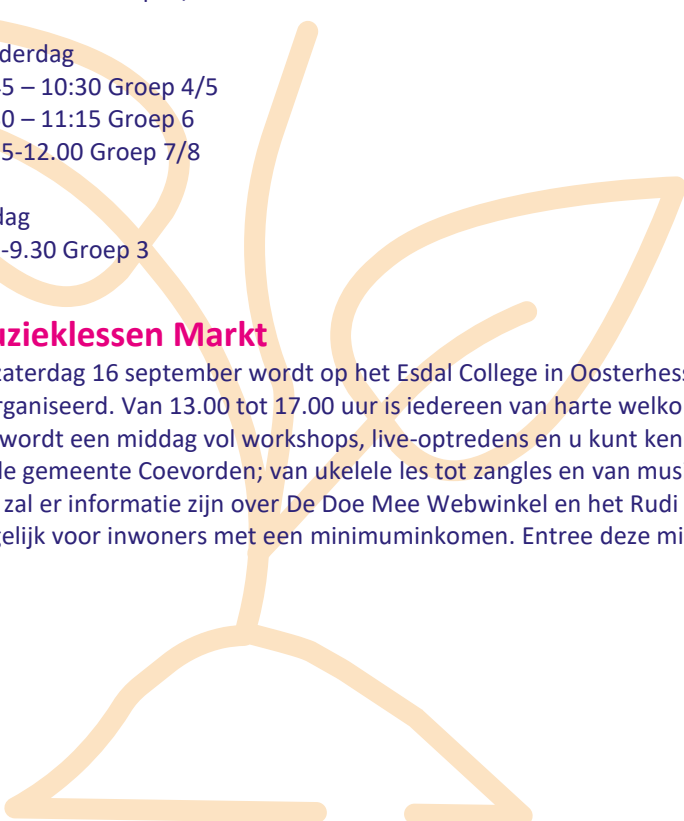 derdag
5 – 10:30 Groep 4/5
0 – 11:15 Groep 6
5-12.00 Groep 7/8
dag
-9.30 Groep 3
uzieklessen Markt
zaterdag 16 september wordt op het Esdal College in Oosterhess
rganiseerd. Van 13.00 tot 17.00 uur is iedereen van harte welko
wordt een middag vol workshops, live-optredens en u kunt ken
de gemeente Coevorden; van ukelele les tot zangles en van mus
zal er informatie zijn over De Doe Mee Webwinkel en het Rudi
gelijk voor inwoners met een minimuminkomen. Entree deze mi